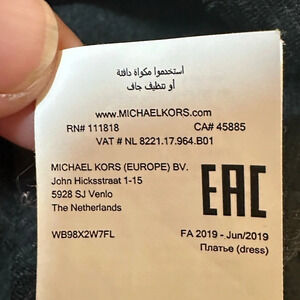 استخدموا مكواة دافئة
أو تنظيف جاف
www.MICHAELKORS.com
RN# 111818 CA# 45885
VAT # NL 8221.17.964.B01
MICHAEL KORS (EUROPE) BV.
John Hicksstraat 1-15
5928 SJ Venlo
The Netherlands
EAC
WB98X2W7FL
FA 2019 - Jun/2019
Платье (dress)